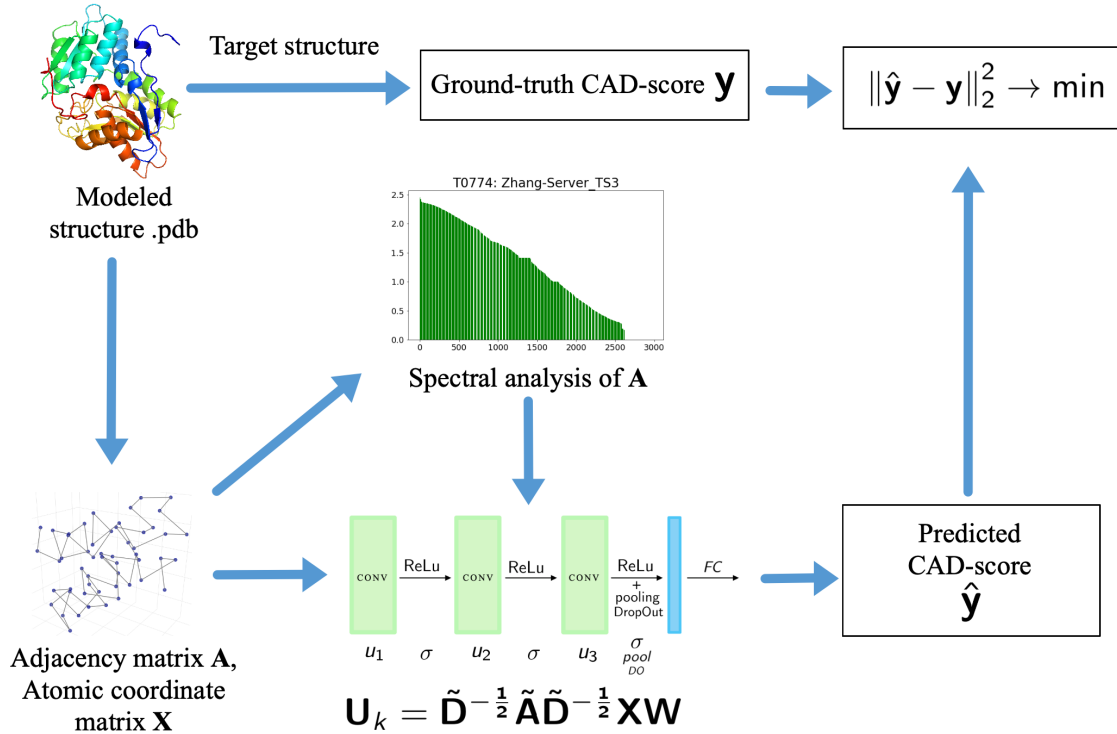 Target structure
Ground-truth CAD-score y
‖ŷ − y‖₂² → min
Modeled
structure .pdb
T0774: Zhang-Server_TS3
2.5
2.0
1.5
1.0
0.5
0.0
0 500 1000 1500 2000 2500 3000
Spectral analysis of A
CONV ReLu CONV ReLu CONV ReLu FC
+
pooling
DropOut
u₁ σ u₂ σ u₃ σ
pool
DO
Uₖ = D̃^{-1/2} ÃD̃^{-1/2} XW
Adjacency matrix A,
Atomic coordinate
matrix X
Predicted
CAD-score
ŷ